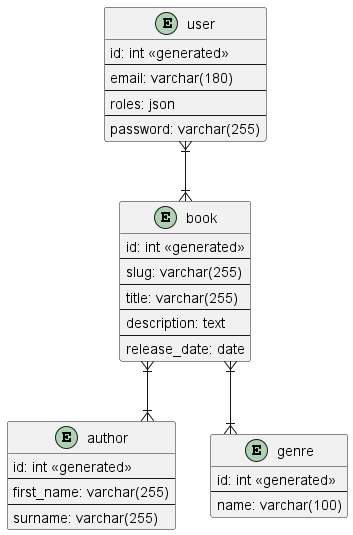 E user
id: int «generated»
email: varchar(180)
roles: json
password: varchar(255)
E book
id: int «generated»
slug: varchar(255)
title: varchar(255)
description: text
release_date: date
E author
id: int «generated»
first_name: varchar(255)
surname: varchar(255)
E genre
id: int «generated»
name: varchar(100)